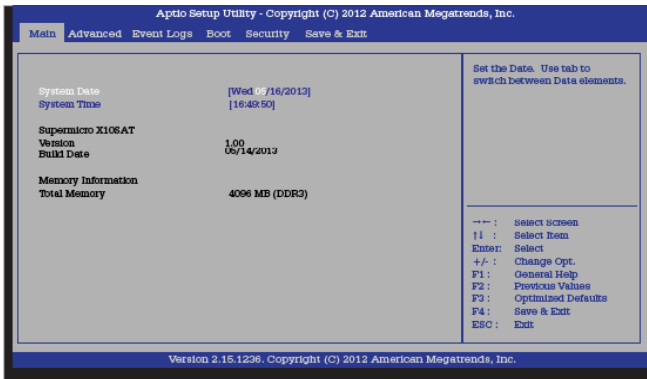 Aptio Setup Utility - Copyright (C) 2012 American Megatrends, Inc.
Main Advanced Event Logs Boot Security Save & Exit
System Date [Wed 05/16/2013]
System Time [16:49:50]
Supermicro X10SAT
Version 1.00
Build Date 05/14/2013
Memory Information
Total Memory 4096 MB (DDR3)
Set the Date. Use tab to
switch between Data elements.
→← : Select Screen
↑↓ : Select Item
Enter: Select
+/- : Change Opt.
F1 : General Help
F2 : Previous Values
F3 : Optimized Defaults
F4 : Save & Exit
ESC : Exit
Version 2.15.1236. Copyright (C) 2012 American Megatrends, Inc.